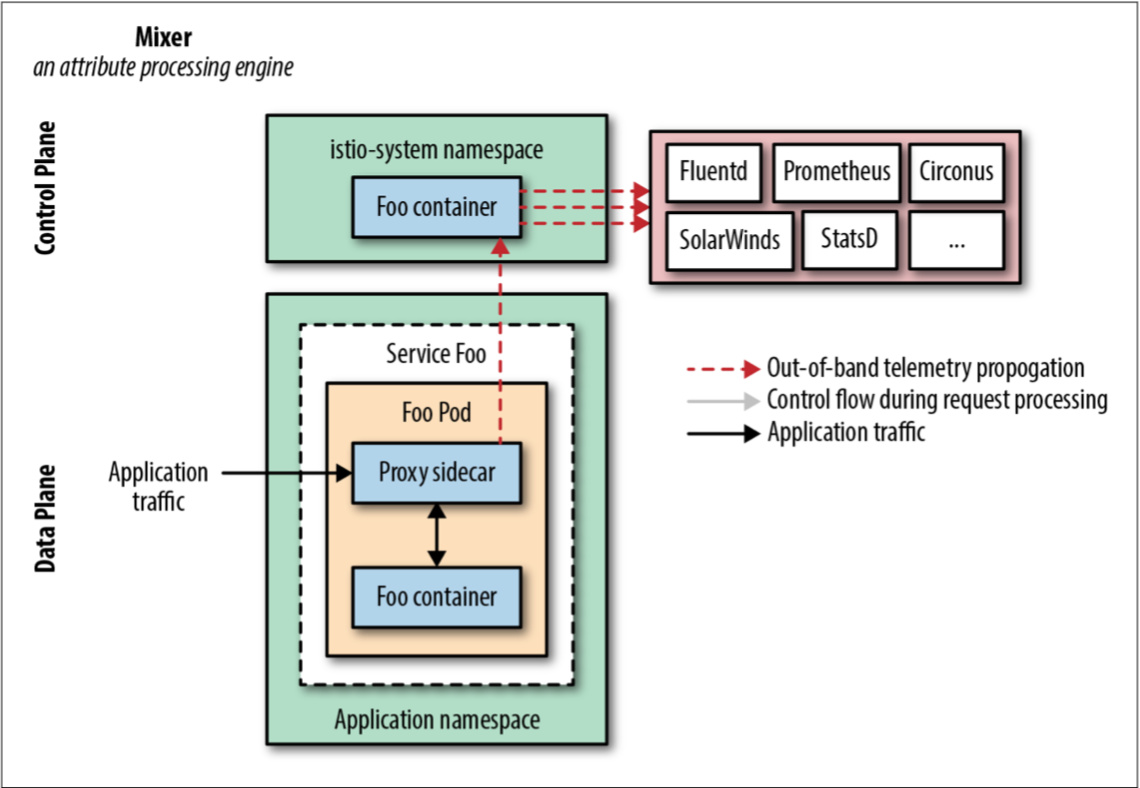 Mixer
an attribute processing engine
Control Plane
istio-system namespace
Foo container
Fluentd
Prometheus
Circonus
SolarWinds
StatsD
...
Data Plane
Service Foo
Foo Pod
Proxy sidecar
Foo container
Application namespace
Application
traffic
Out-of-band telemetry propogation
Control flow during request processing
Application traffic